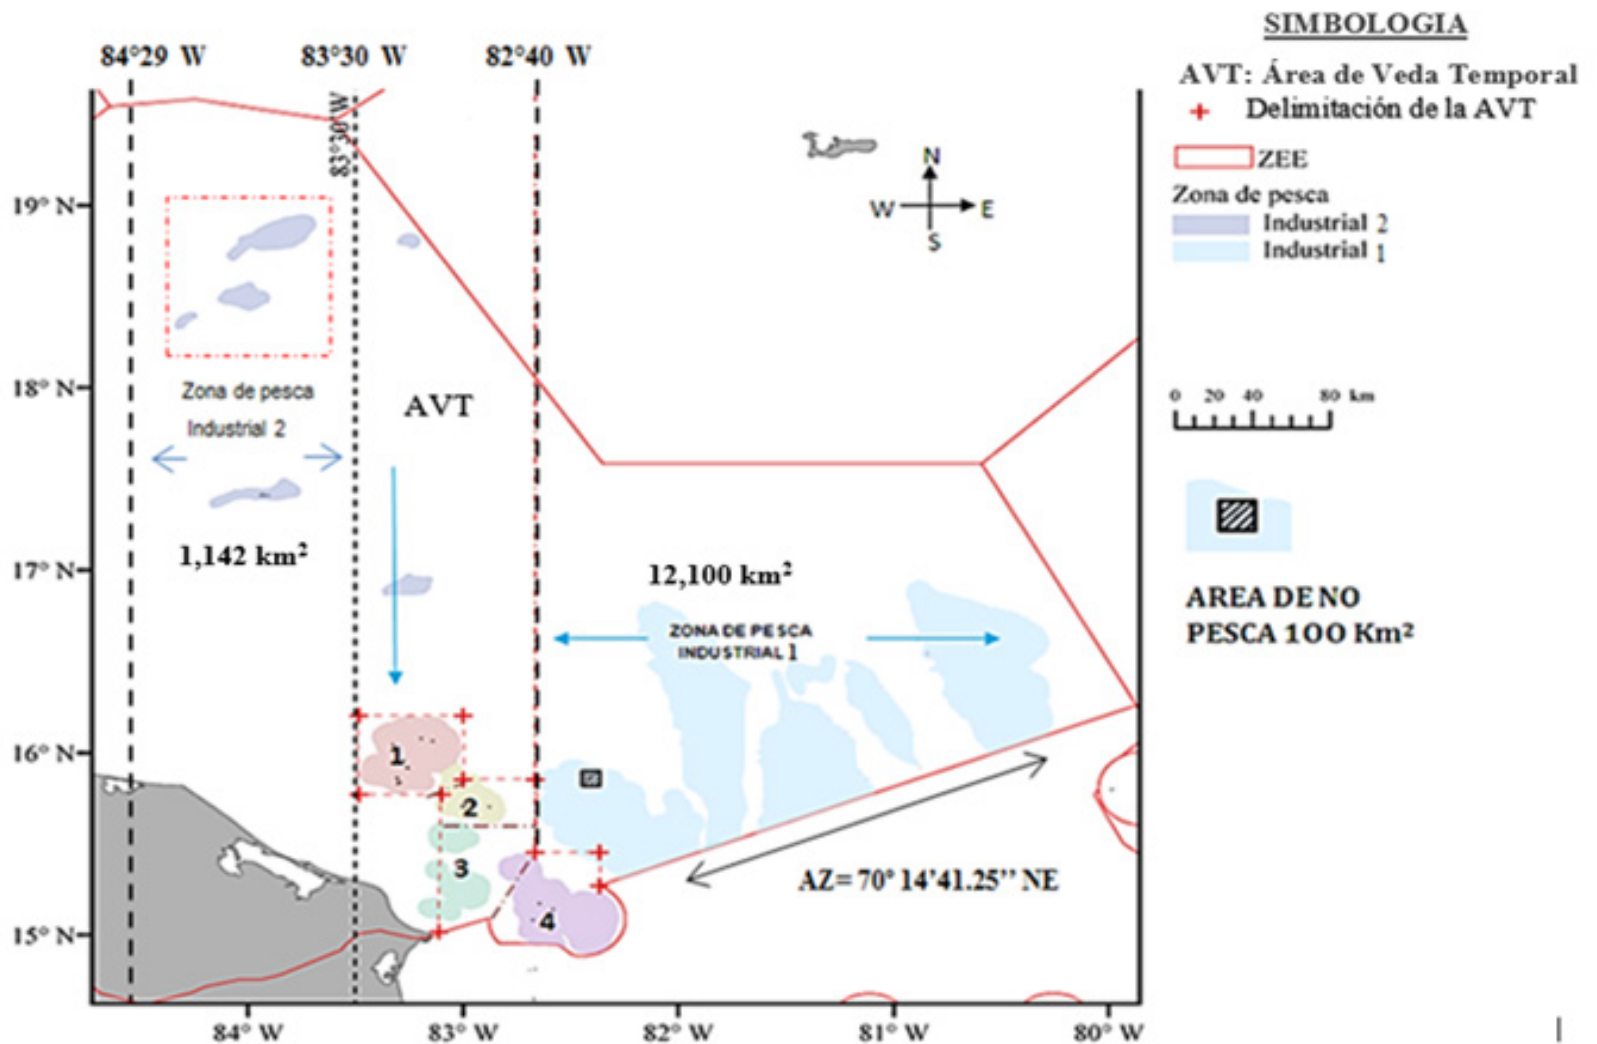 SIMBOLOGIA
AVT: Área de Veda Temporal
Delimitación de la AVT
ZEE
Zona de pesca
Industrial 2
Industrial 1
84°29 W
83°30 W
82°40 W
83°30'W
N
W
E
S
19° N
18° N
17° N
16° N
15° N
Zona de pesca
Industrial 2
AVT
1,142 km²
12,100 km²
ZONA DE PESCA
INDUSTRIAL 1
0 20 40 80 km
AREA DE NO
PESCA 100 Km²
1
2
3
4
AZ= 70° 14'41.25'' NE
84° W
83° W
82° W
81° W
80° W